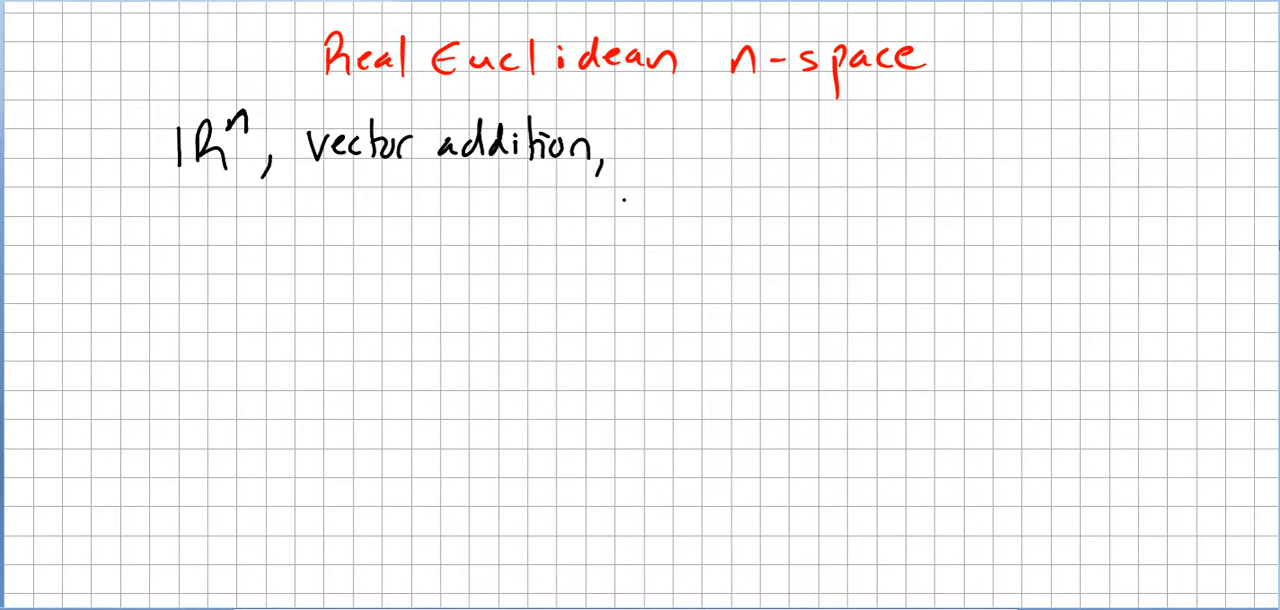 Real Euclidean n-space
ℝⁿ, vector addition,